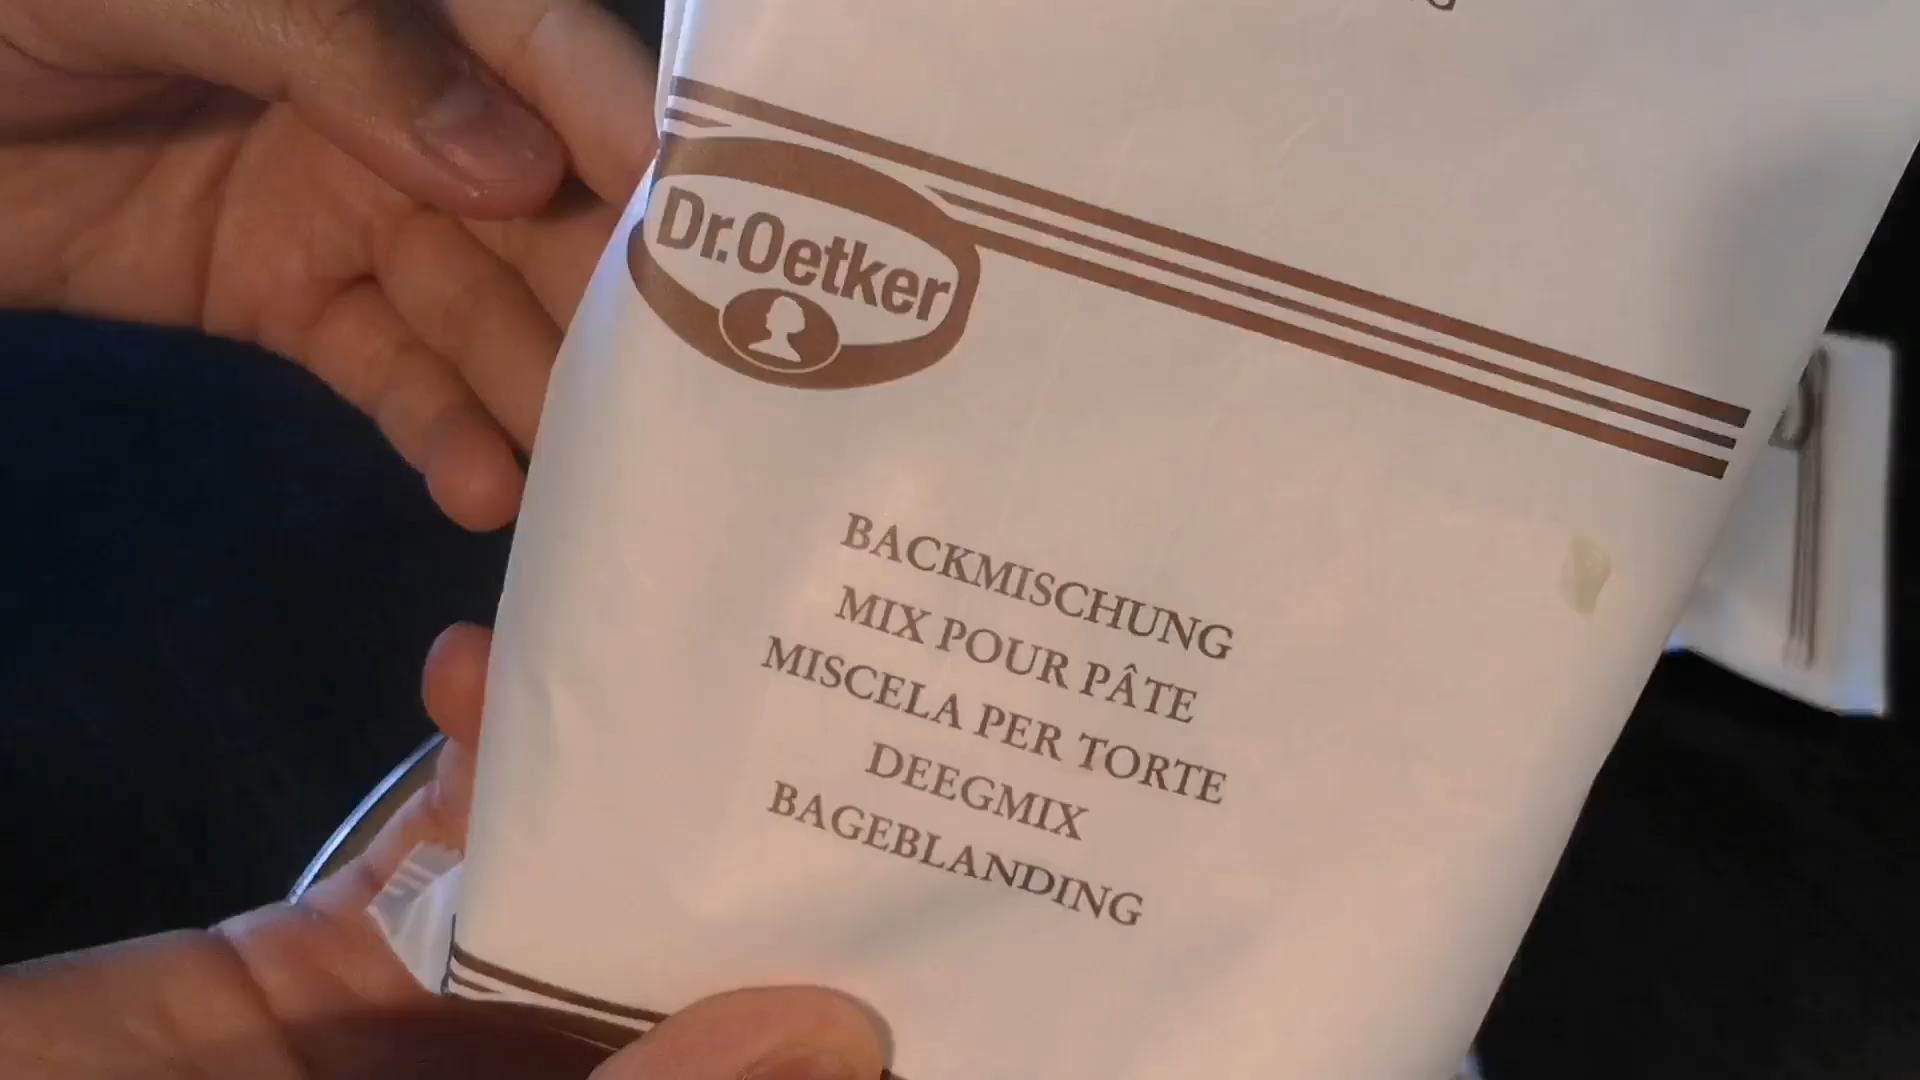 Dr.Oetker
BACKMISCHUNG
MIX POUR PÂTE
MISCELA PER TORTE
DEEGMIX
BAGEBLANDING